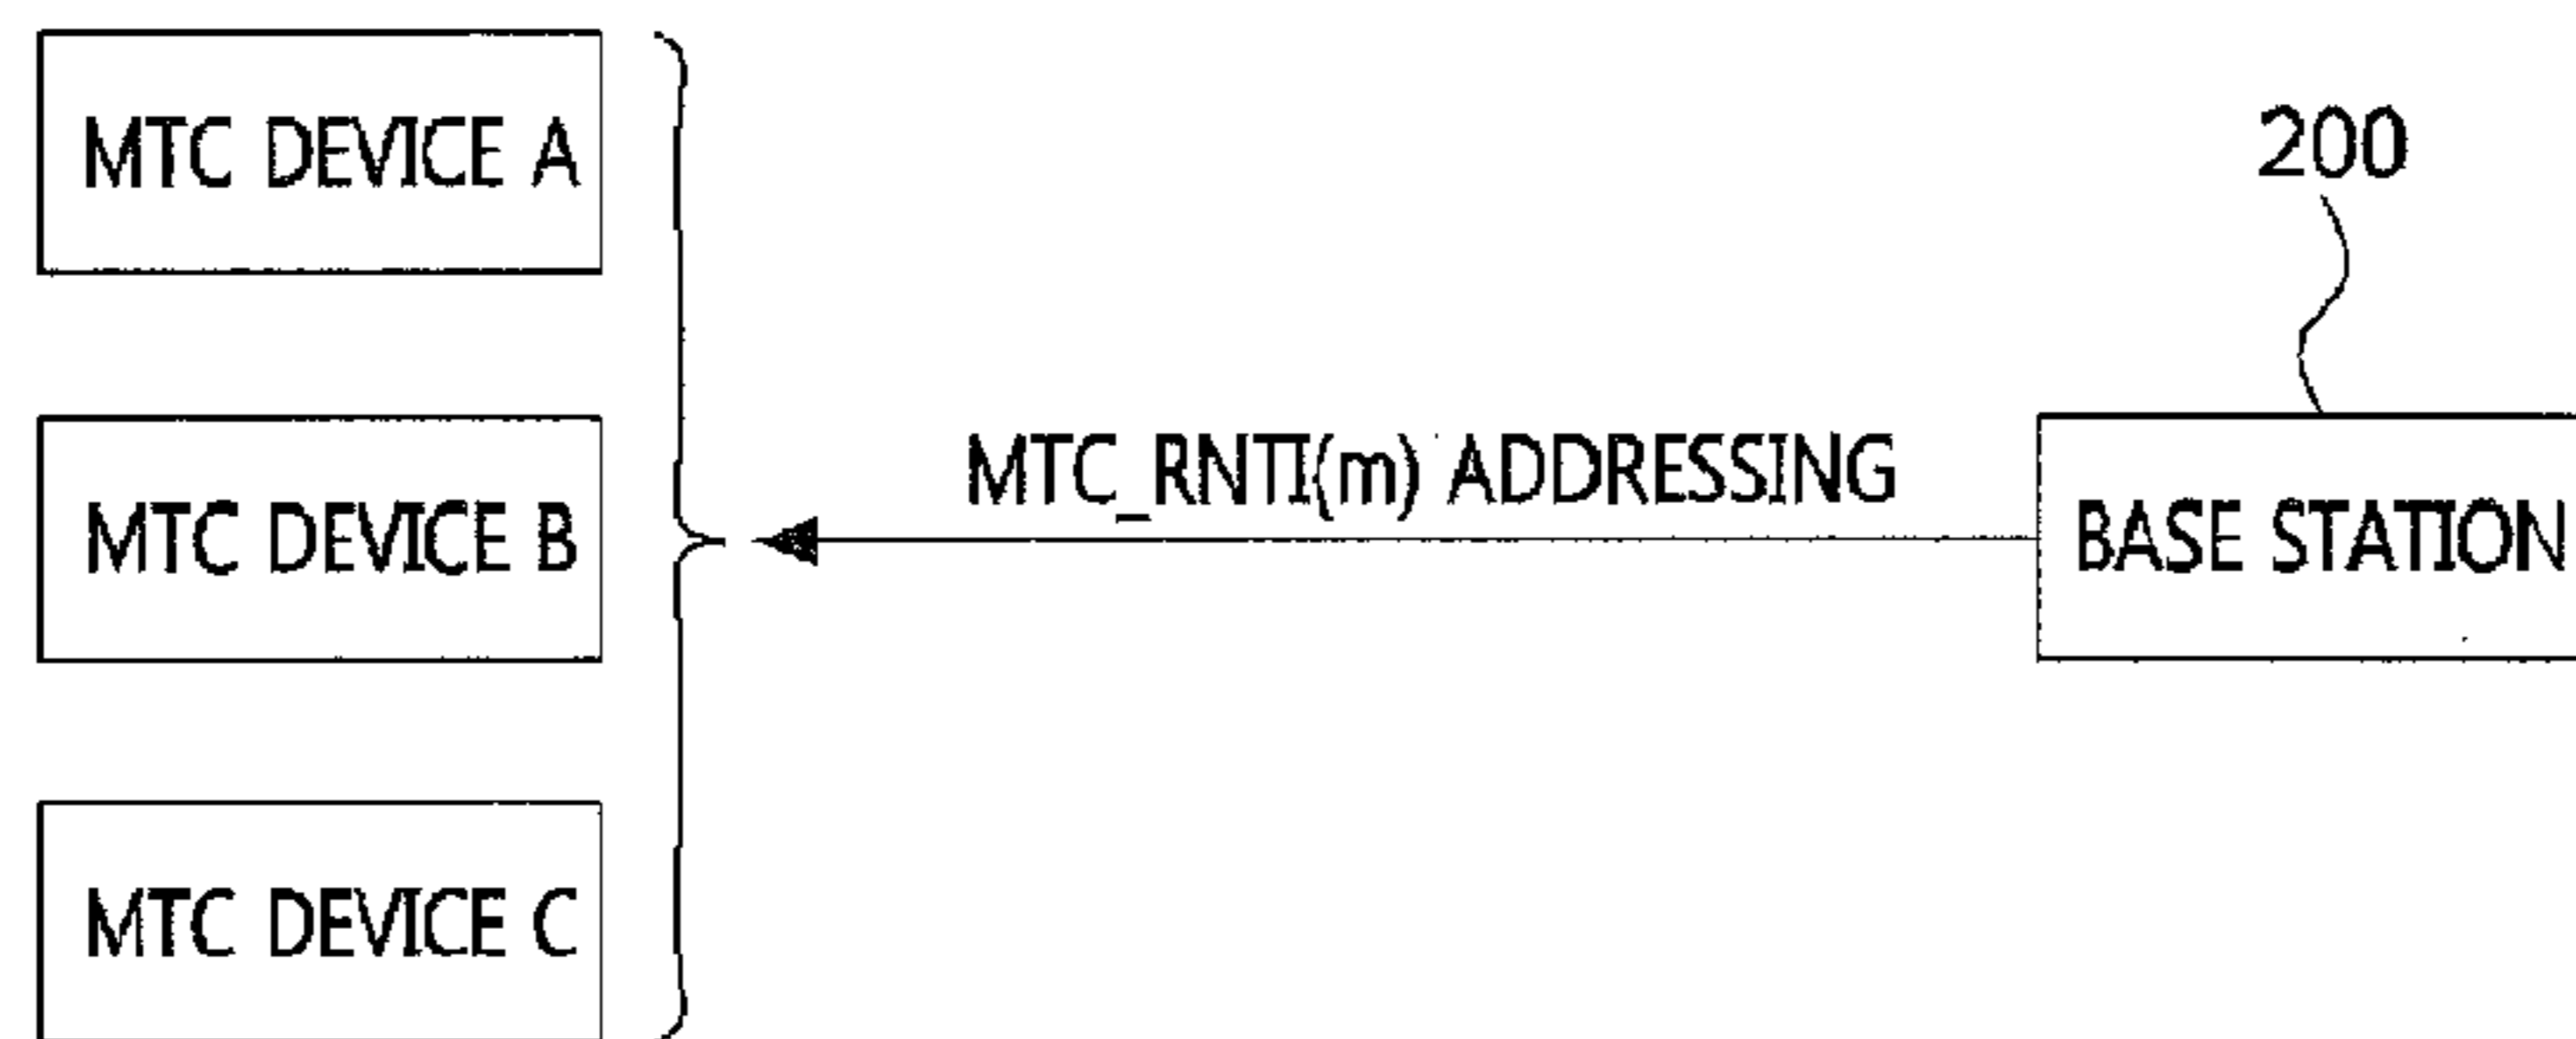 MTC DEVICE A
200
MTC_RNTI(m) ADDRESSING
MTC DEVICE B
BASE STATION
MTC DEVICE C